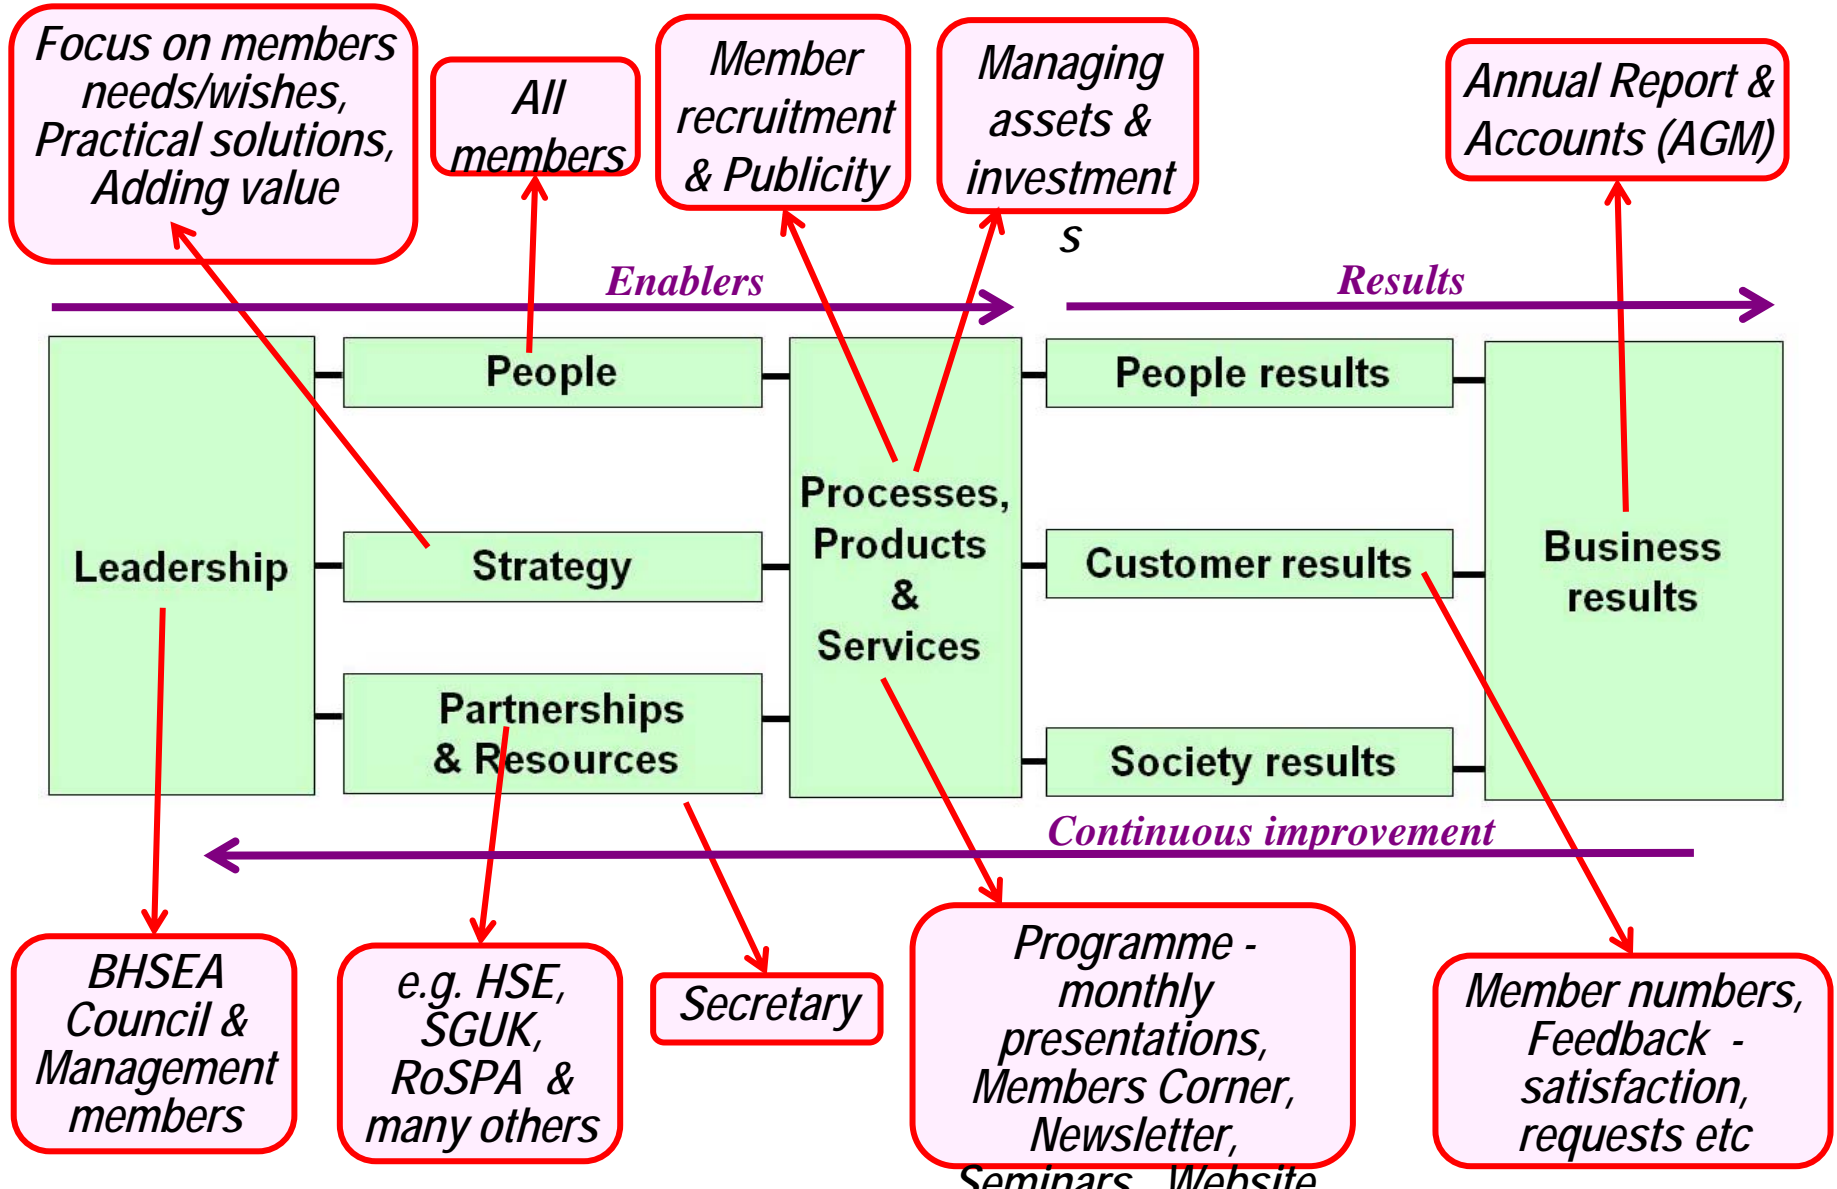 Focus on members
needs/wishes,
Practical solutions,
Adding value
All
members
Member
recruitment
& Publicity
Managing
assets &
investment
s
Annual Report &
Accounts (AGM)
Enablers
Results
Leadership
People
Strategy
Partnerships
& Resources
Processes,
Products
&
Services
People results
Customer results
Society results
Business
results
Continuous improvement
BHSEA
Council &
Management
members
e.g. HSE,
SGUK,
RoSPA  &
many others
Secretary
Programme -
monthly
presentations,
Members Corner,
Newsletter,
Seminars, Website
Member numbers,
Feedback  -
satisfaction,
requests etc